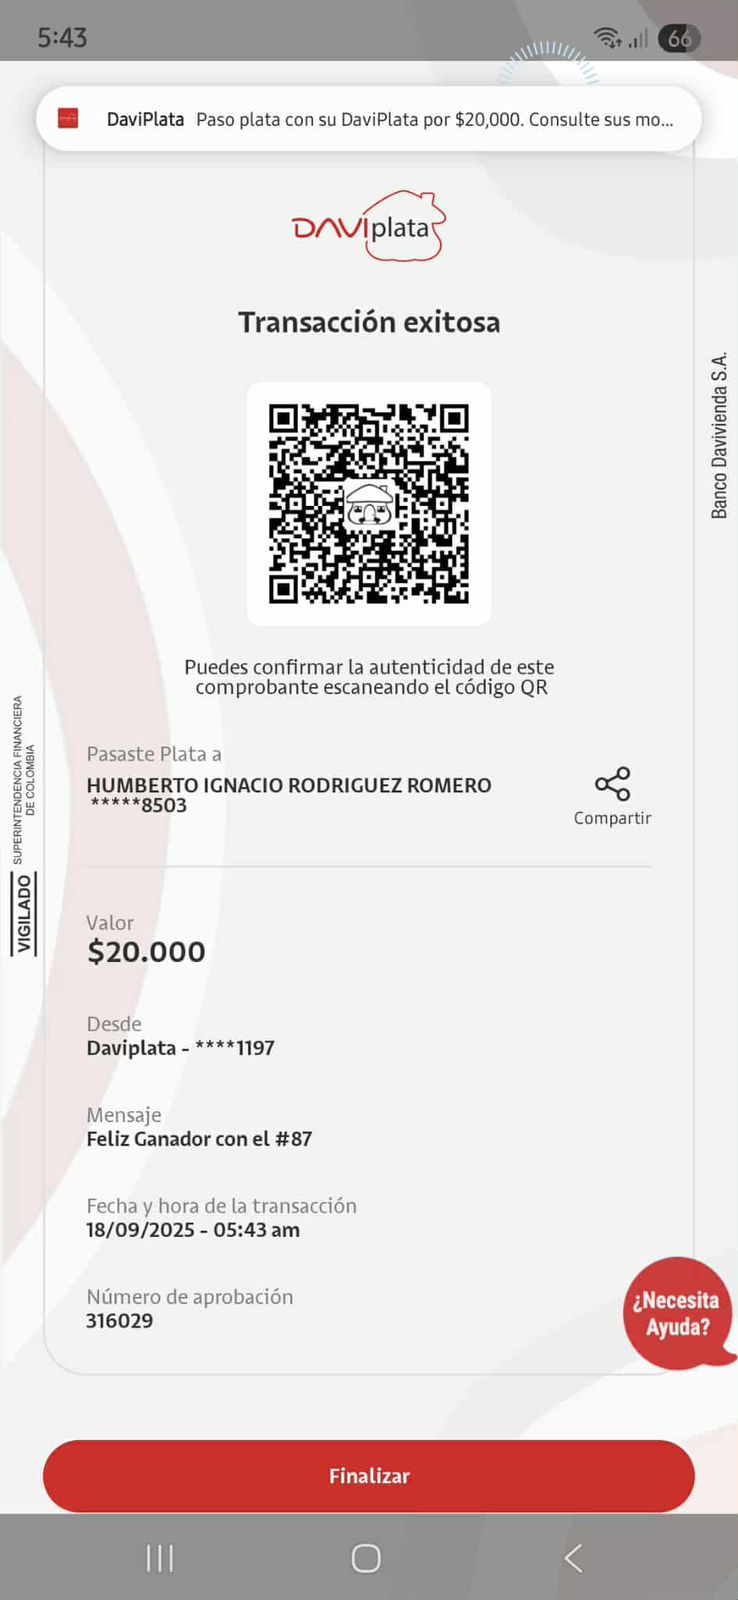 5:43
66
DaviPlata Paso plata con su DaviPlata por $20,000. Consulte sus mo...
DAVIplata
Transacción exitosa
Puedes confirmar la autenticidad de este
comprobante escaneando el código QR
Pasaste Plata a
HUMBERTO IGNACIO RODRIGUEZ ROMERO
*****8503
Compartir
Valor
$20.000
Desde
Daviplata - ****1197
Mensaje
Feliz Ganador con el #87
Fecha y hora de la transacción
18/09/2025 - 05:43 am
Número de aprobación
316029
¿Necesita
Ayuda?
Finalizar
Banco Davivienda S.A.
VIGILADO
SUPERINTENDENCIA FINANCIERA
DE COLOMBIA